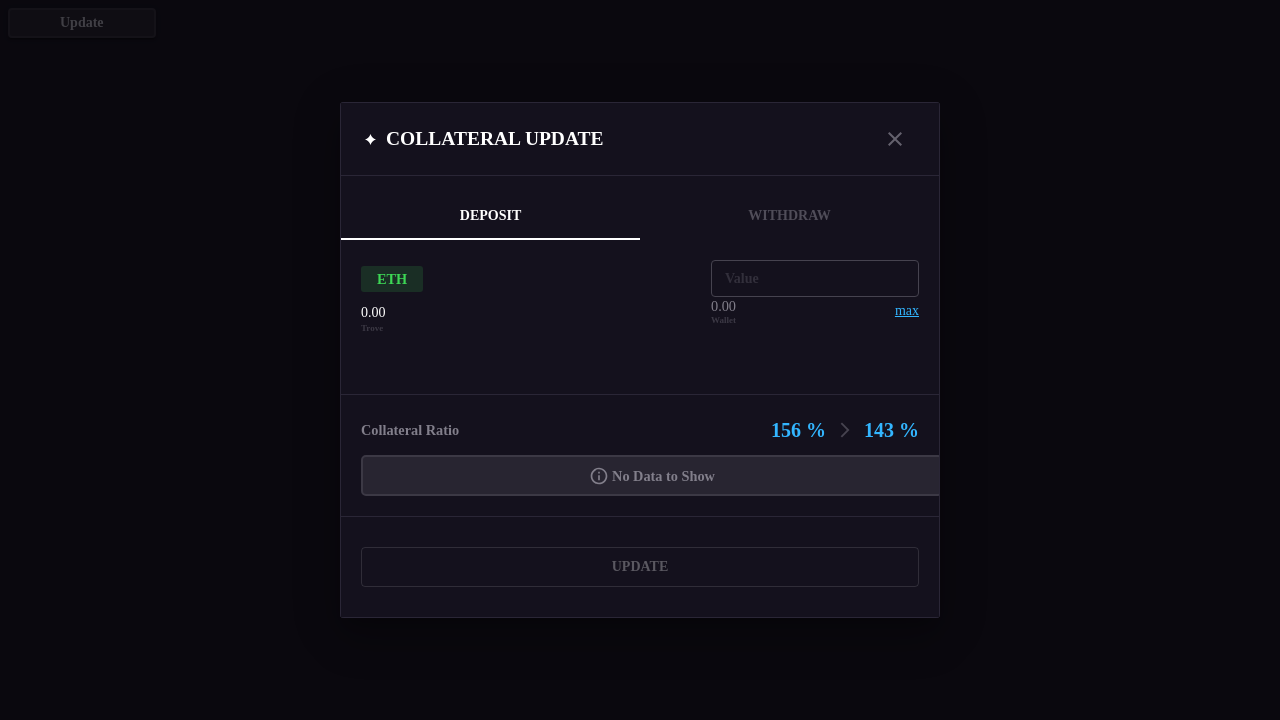 Update
✦ COLLATERAL UPDATE
DEPOSIT
WITHDRAW
ETH
Value
0.00
Trove
0.00
Wallet
max
Collateral Ratio
156 %
143 %
No Data to Show
UPDATE